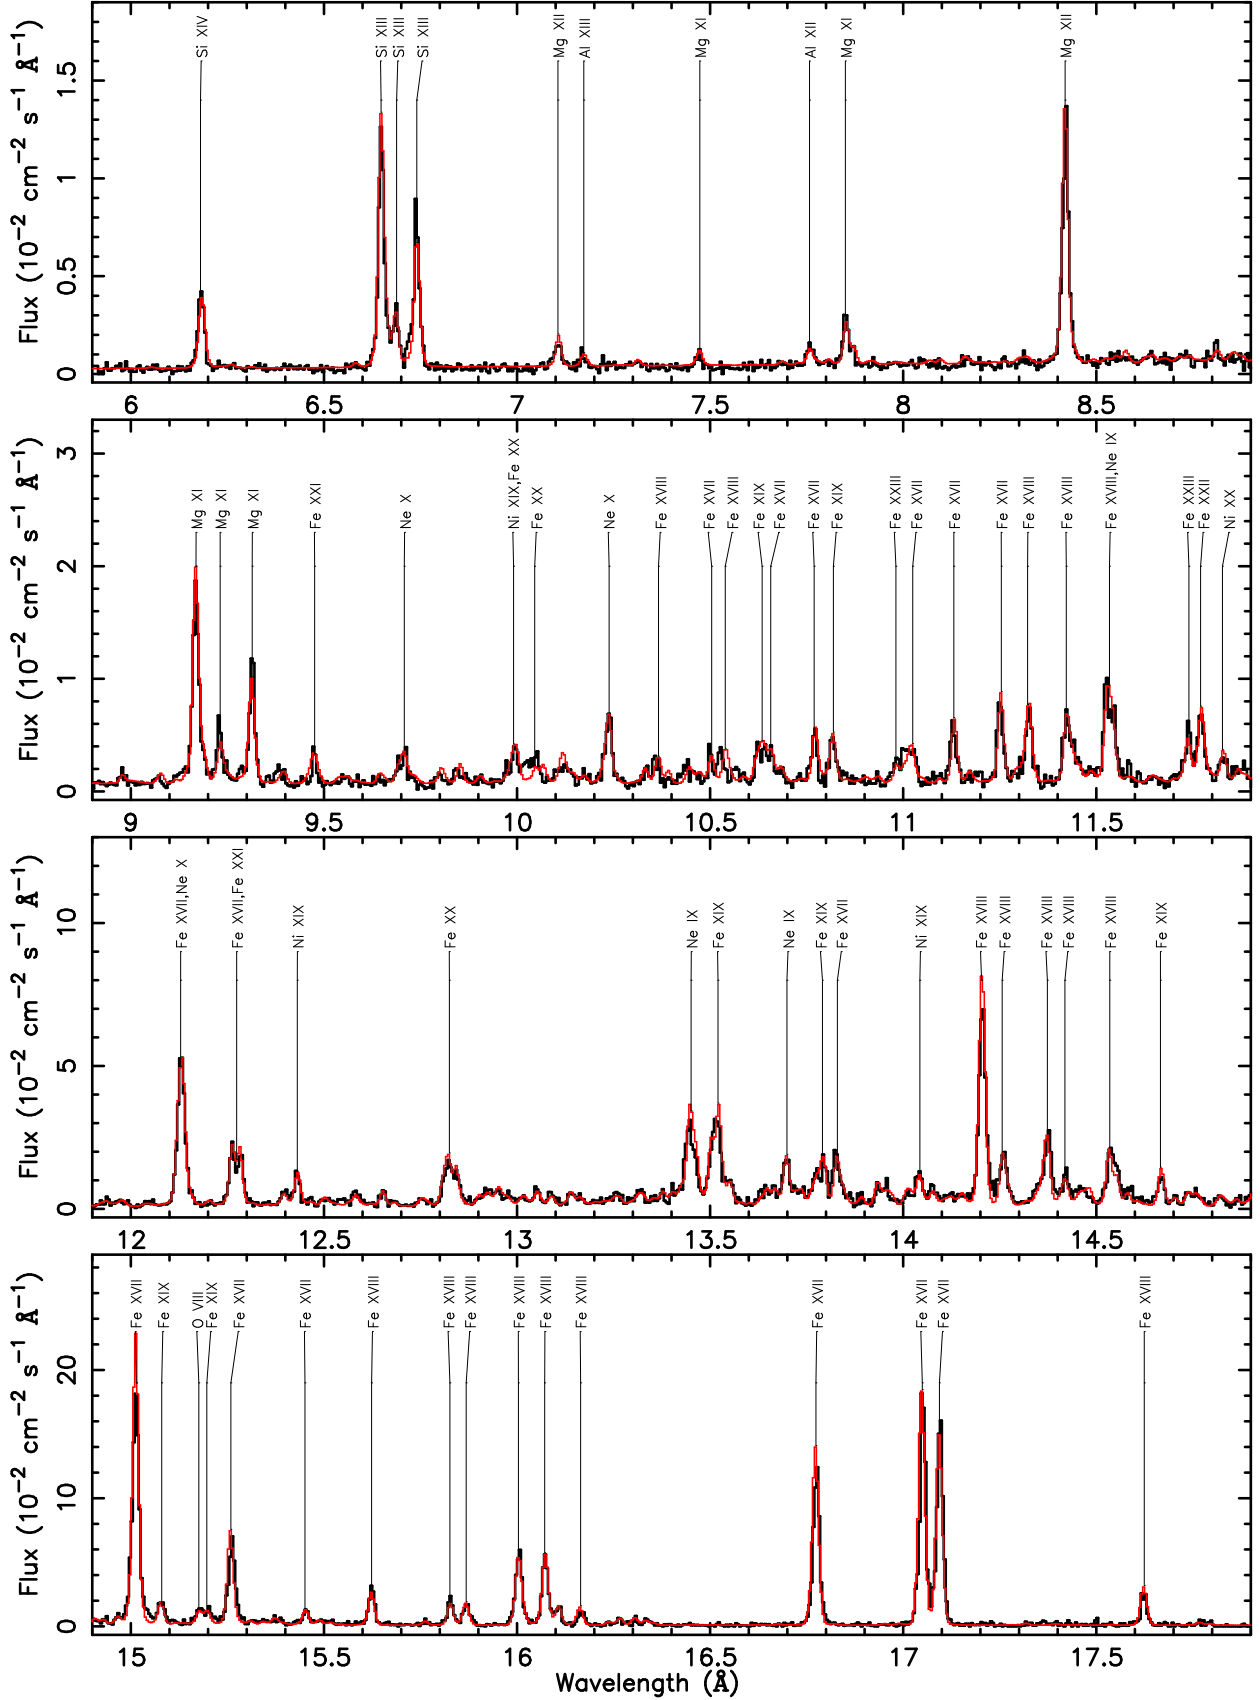 Flux (10⁻² cm⁻² s⁻¹ Å⁻¹)
0 0.5 1 1.5
Si XIV Si XIII Si XIII Si XIII Mg XII Al XIII Mg XI Al XII Mg XI Mg XII
6 6.5 7 7.5 8 8.5
Flux (10⁻² cm⁻² s⁻¹ Å⁻¹)
0 1 2 3
Mg XI Mg XI Mg XI Fe XXI Ne X Ni XIX,Fe XX Fe XX Ne X Fe XVIII Fe XVII Fe XVIII Fe XIX Fe XVII Fe XVII Fe XIX Fe XXIII Fe XVII Fe XVII Fe XVII Fe XVIII Fe XVIII Fe XVIII,Ne IX Fe XXIII Fe XXII Ni XX
9 9.5 10 10.5 11 11.5
Flux (10⁻² cm⁻² s⁻¹ Å⁻¹)
0 5 10
Fe XVII,Ne X Fe XVII,Fe XXI Ni XIX Fe XX Ne IX Fe XIX Ne IX Fe XIX Fe XVII Ni XIX Fe XVIII Fe XVIII Fe XVIII Fe XVIII Fe XVIII Fe XIX
12 12.5 13 13.5 14 14.5
Flux (10⁻² cm⁻² s⁻¹ Å⁻¹)
0 10 20
Fe XVII Fe XIX O VIII Fe XIX Fe XVII Fe XVII Fe XVIII Fe XVIII Fe XVIII Fe XVIII Fe XVIII Fe XVIII Fe XVII Fe XVII Fe XVII Fe XVIII
15 15.5 16 16.5 17 17.5
Wavelength (Å)